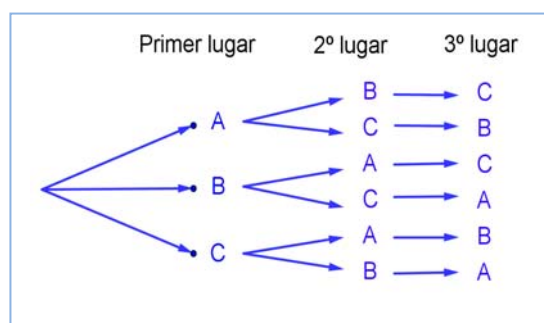 Primer lugar 2º lugar 3º lugar
B C
A
C B
A C
B
C A
A B
C
B A